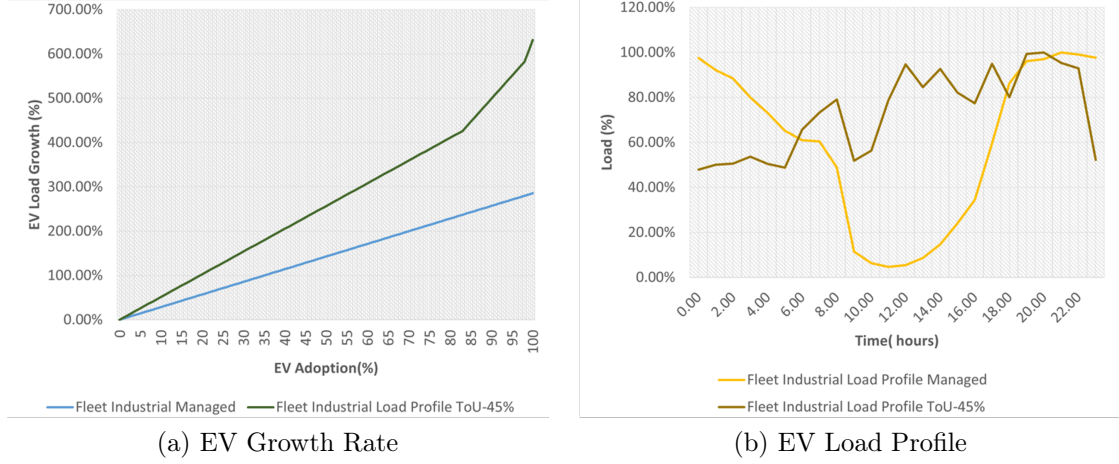 700.00%
600.00%
500.00%
400.00%
300.00%
200.00%
100.00%
0.00%
EV Load Growth (%)
0 5 10 15 20 25 30 35 40 45 50 55 60 65 70 75 80 85 90 95 100
EV Adoption(%)
Fleet Industrial Managed Fleet Industrial Load Profile ToU-45%
(a) EV Growth Rate
120.00%
100.00%
80.00%
60.00%
40.00%
20.00%
0.00%
Load (%)
0.00 2.00 4.00 6.00 8.00 10.00 12.00 14.00 16.00 18.00 20.00 22.00
Time( hours)
Fleet Industrial Load Profile Managed
Fleet Industrial Load Profile ToU-45%
(b) EV Load Profile